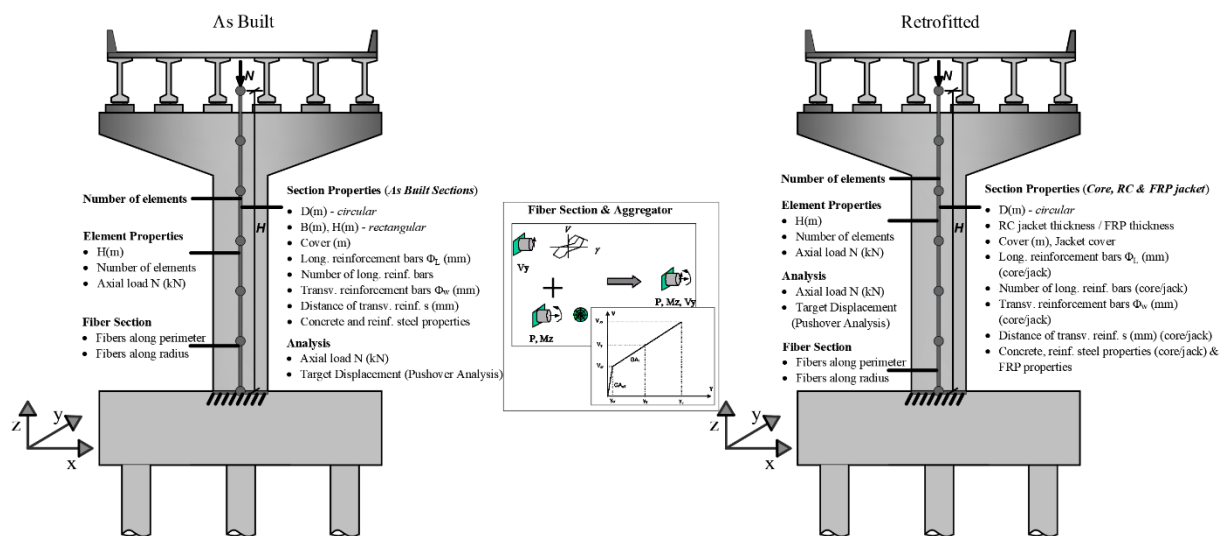 As Built
N
H
Number of elements
Element Properties
• H(m)
• Number of elements
• Axial load N (kN)
Fiber Section
• Fibers along perimeter
• Fibers along radius
Section Properties (As Built Sections)
• D(m) - circular
• B(m), H(m) - rectangular
• Cover (m)
• Long. reinforcement bars ΦL (mm)
• Number of long. reinf. bars
• Transv. reinforcement bars Φw (mm)
• Distance of transv. reinf. s (mm)
• Concrete and reinf. steel properties
Analysis
• Axial load N (kN)
• Target Displacement (Pushover Analysis)
z
y
x
Fiber Section & Aggregator
V
γ
Vy
+
P, Mz
P, Mz, Vy
V
Retrofitted
N
H
Number of elements
Element Properties
• H(m)
• Number of elements
• Axial load N (kN)
Analysis
• Axial load N (kN)
• Target Displacement
(Pushover Analysis)
Fiber Section
• Fibers along perimeter
• Fibers along radius
Section Properties (Core, RC & FRP jacket)
• D(m) - circular
• RC jacket thickness / FRP thickness
• Cover (m), Jacket cover
• Long. reinforcement bars ΦL (mm)
(core/jack)
• Number of long. reinf. bars (core/jack)
• Transv. reinforcement bars Φw (mm)
(core/jack)
• Distance of transv. reinf. s (mm) (core/jack)
• Concrete, reinf. steel properties (core/jack) &
FRP properties
z
y
x